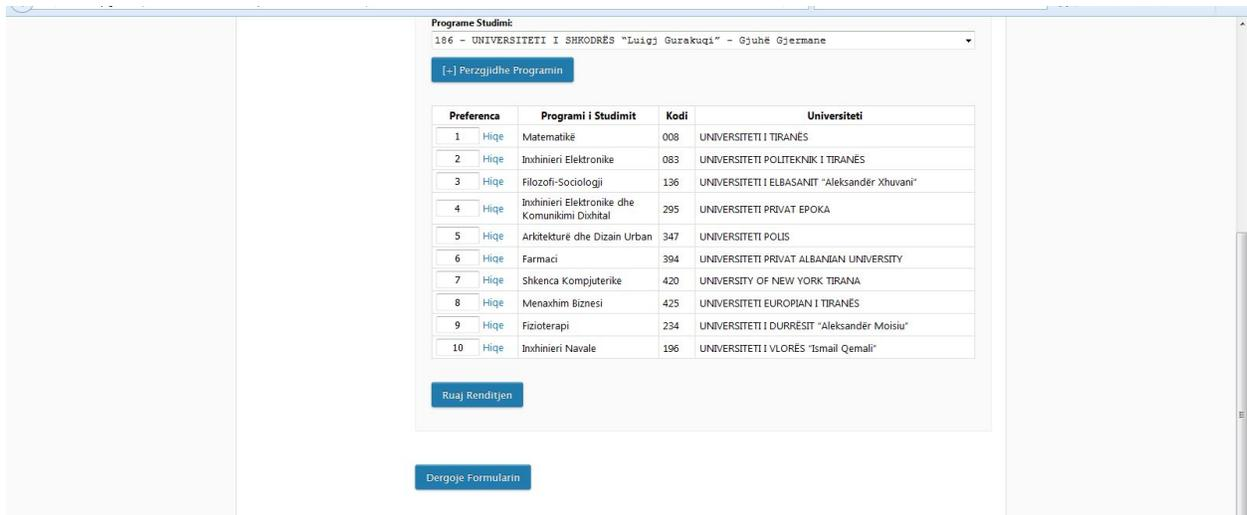 Programe Studimi:
186 - UNIVERSITETI I SHKODRËS "Luigj Gurakuqi" - Gjuhë Gjermane
[+] Perzgjidhe Programin
Preferenca Programi i Studimit Kodi Universiteti
1 Hiqe Matematikë 008 UNIVERSITETI I TIRANËS
2 Hiqe Inxhinieri Elektronike 083 UNIVERSITETI POLITEKNIK I TIRANËS
3 Hiqe Filozofi-Sociologji 136 UNIVERSITETI I ELBASANIT "Aleksandër Xhuvani"
4 Hiqe Inxhinieri Elektronike dhe 295 UNIVERSITETI PRIVAT EPOKA
Komunikimi Dixhital
5 Hiqe Arkitekturë dhe Dizain Urban 347 UNIVERSITETI POLIS
6 Hiqe Farmaci 394 UNIVERSITETI PRIVAT ALBANIAN UNIVERSITY
7 Hiqe Shkenca Kompjuterike 420 UNIVERSITY OF NEW YORK TIRANA
8 Hiqe Menaxhim Biznesi 425 UNIVERSITETI EUROPIAN I TIRANËS
9 Hiqe Fizioterapi 234 UNIVERSITETI I DURRËSIT "Aleksandër Moisiu"
10 Hiqe Inxhinieri Navale 196 UNIVERSITETI I VLORËS "Ismail Qemali"
Ruaj Renditjen
Dergoje Formularin